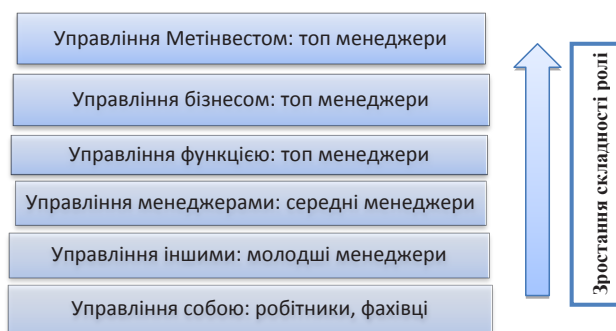 Управління Метінвестом: топ менеджери
Управління бізнесом: топ менеджери
Управління функцією: топ менеджери
Управління менеджерами: середні менеджери
Управління іншими: молодші менеджери
Управління собою: робітники, фахівці
Зростання складності ролі